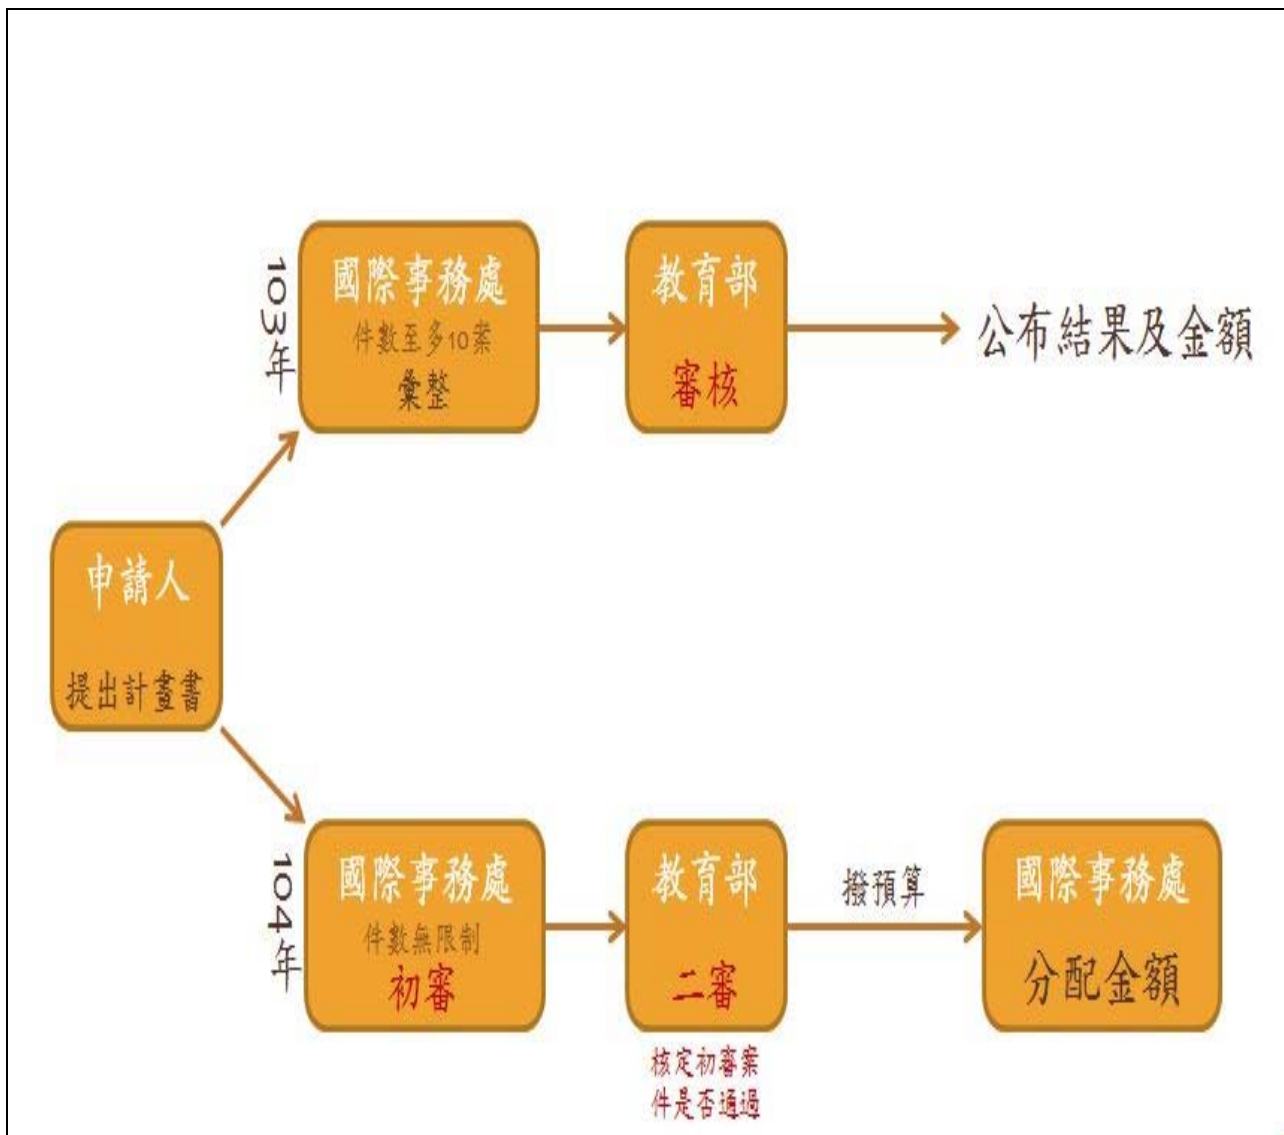 103年
國際事務處
件數至多10案
彙整
教育部
審核
公布結果及金額
申請人
提出計畫書
104年
國際事務處
件數無限制
初審
教育部
二審
核定初審案
件是否通過
撥預算
國際事務處
分配金額